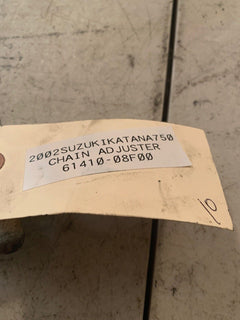 2002SUZUKIKATANA750
CHAIN ADJUSTER
61410-08F00
10